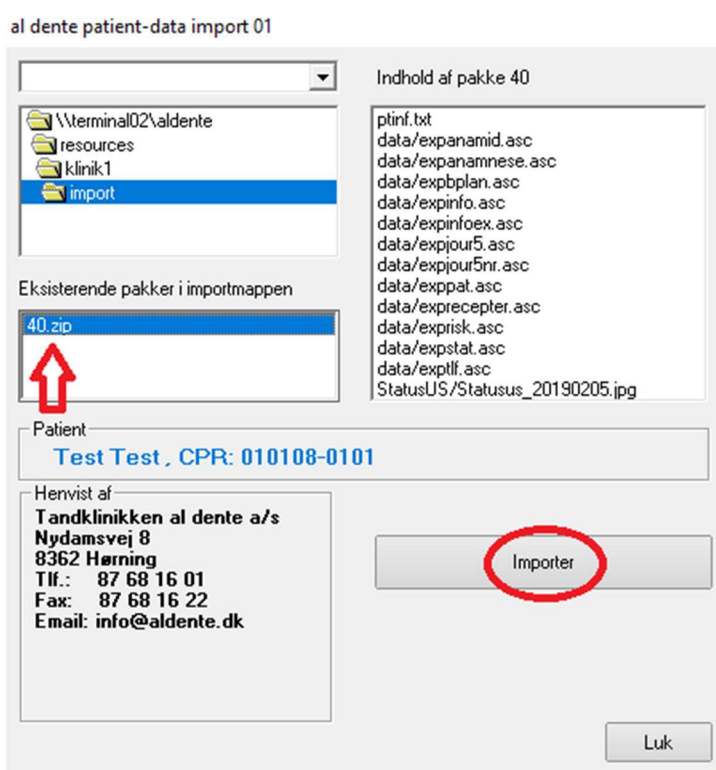 al dente patient-data import 01
\\terminal02\aldente
resources
klinik1
import
Eksisterende pakker i importmappen
40.zip
Indhold af pakke 40
ptinf.txt
data/expanamid.asc
data/expanamnese.asc
data/expbplan.asc
data/expinfo.asc
data/expinfoex.asc
data/expjour5.asc
data/expjour5nr.asc
data/exppat.asc
data/exprecepter.asc
data/exprisk.asc
data/expstat.asc
data/exptlf.asc
StatusUS/Statusus_20190205.jpg
Patient
Test Test , CPR: 010108-0101
Henvist af
Tandklinikken al dente a/s
Nydamsvej 8
8362 Hørning
Tlf.: 87 68 16 01
Fax: 87 68 16 22
Email: info@aldente.dk
Importer
Luk